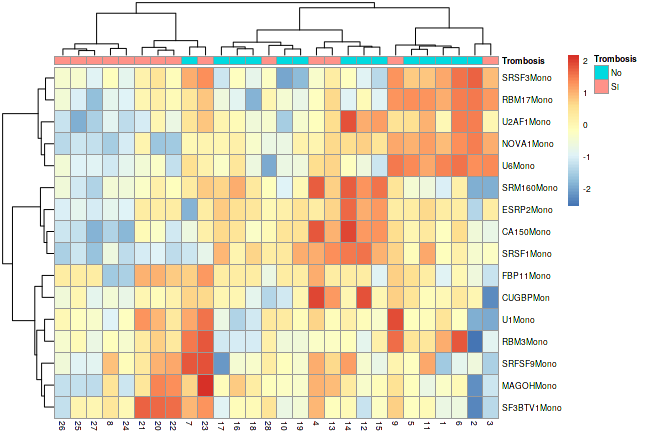 Trombosis
SRSF3Mono
RBM17Mono
U2AF1Mono
NOVA1Mono
U6Mono
SRM160Mono
ESRP2Mono
CA150Mono
SRSF1Mono
FBP11Mono
CUGBPMon
U1Mono
RBM3Mono
SRFSF9Mono
MAGOHMono
SF3BTV1Mono
26 25 27 8 24 21 20 22 7 23 17 16 18 28 10 19 4 13 14 12 15 9 5 11 1 6 2 3
2
1
0
-1
-2
Trombosis
No
SI